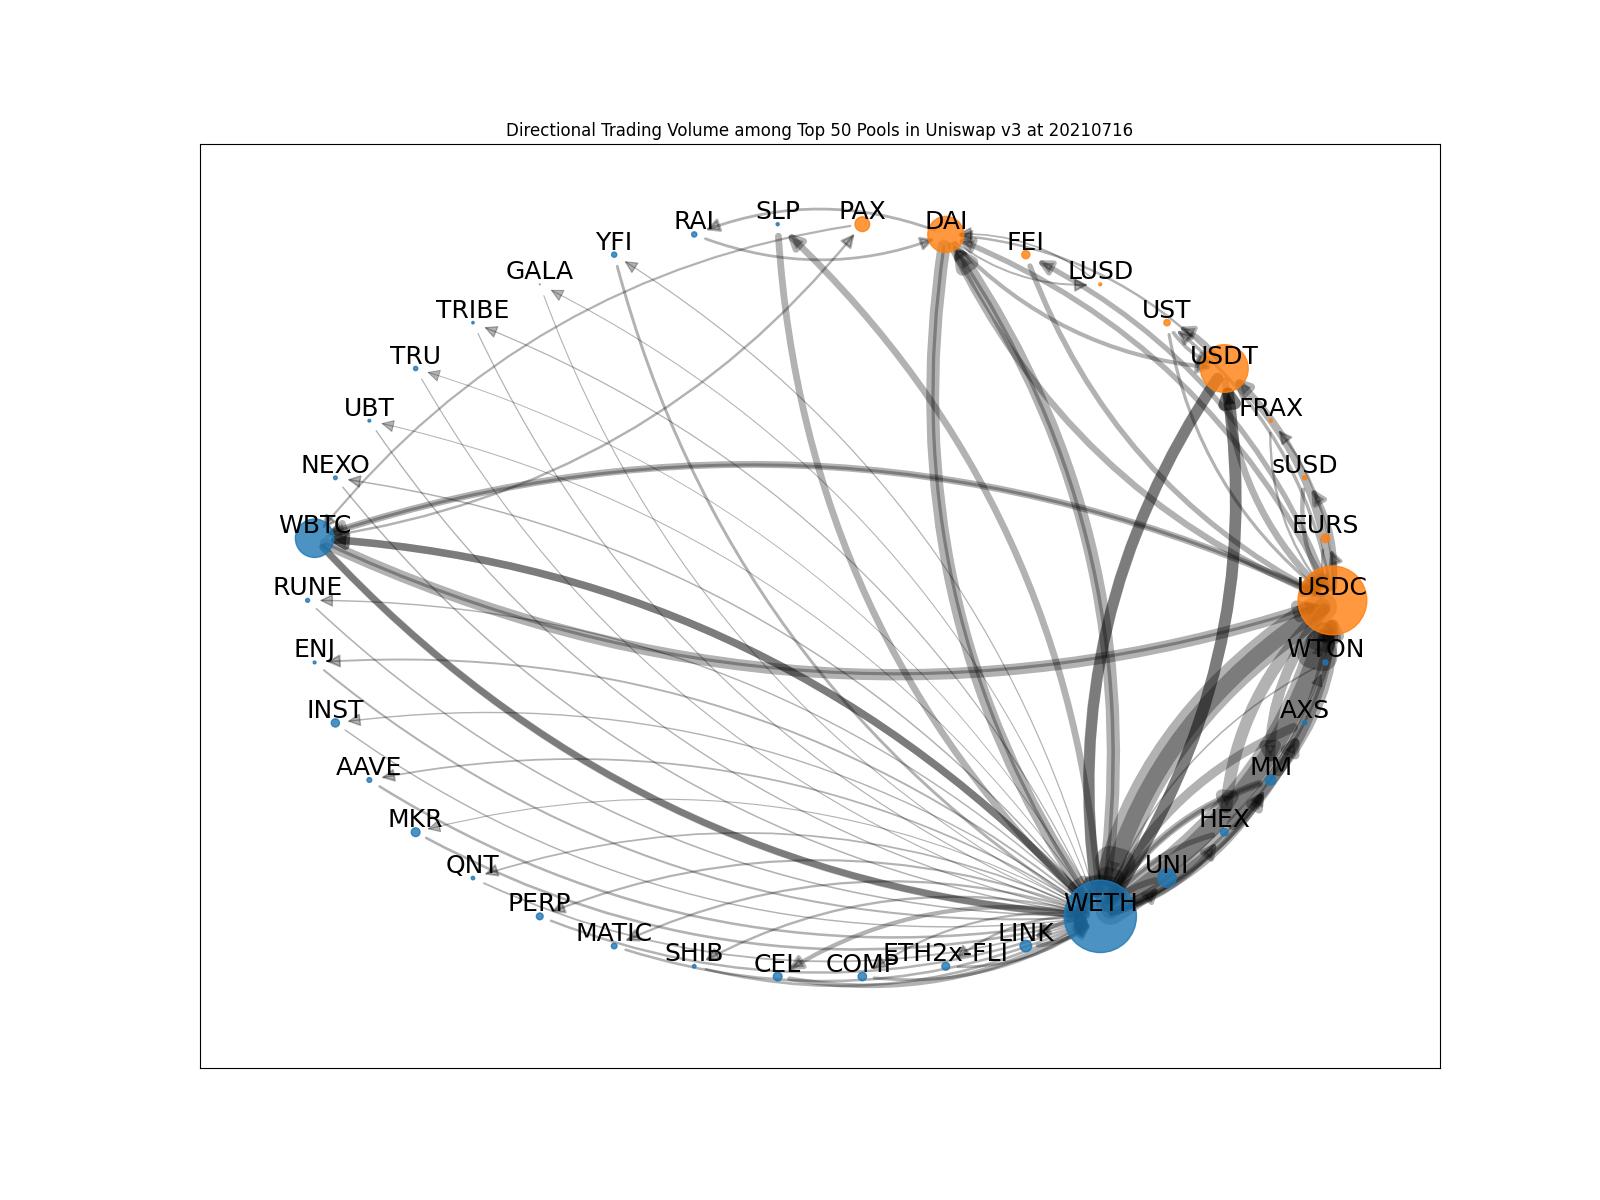 Directional Trading Volume among Top 50 Pools in Uniswap v3 at 20210716
SLP
PAX
RAI
DAI
YFI
FEI
GALA
LUSD
TRIBE
UST
TRU
USDT
UBT
FRAX
NEXO
sUSD
WBTC
EURS
RUNE
USDC
ENJ
WTON
INST
AXS
AAVE
MM
MKR
HEX
QNT
UNI
PERP
WETH
MATIC
LINK
SHIB
ETH2x-FLI
CEL
COMP